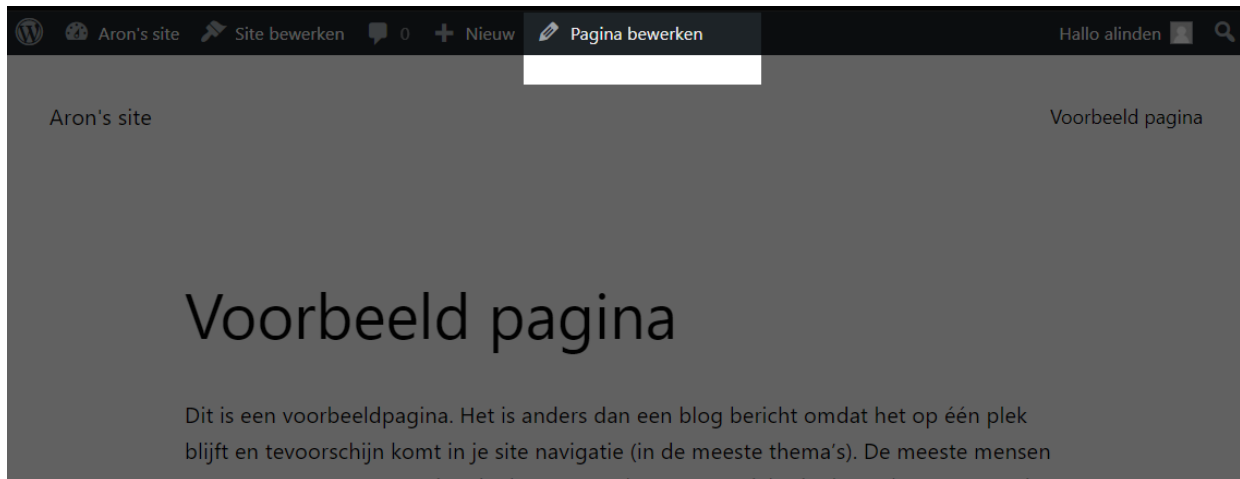 Aron's site Site bewerken 0 Nieuw Pagina bewerken Hallo alinden
Aron's site Voorbeeld pagina
Voorbeeld pagina
Dit is een voorbeeldpagina. Het is anders dan een blog bericht omdat het op één plek
blijft en tevoorschijn komt in je site navigatie (in de meeste thema’s). De meeste mensen